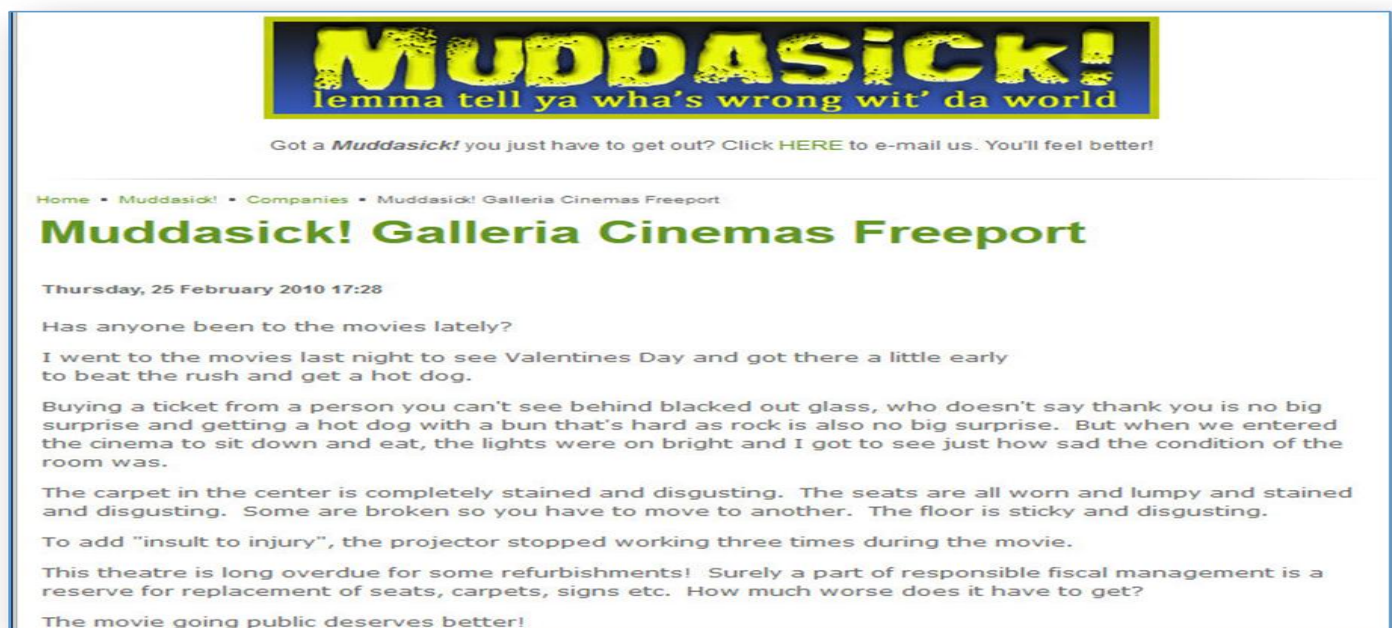 MUDDASiCK!
lemma tell ya wha's wrong wit' da world
Got a Muddasick! you just have to get out? Click HERE to e-mail us. You'll feel better!
Home ▪ Muddasick! ▪ Companies ▪ Muddasick! Galleria Cinemas Freeport
Muddasick! Galleria Cinemas Freeport
Thursday, 25 February 2010 17:28
Has anyone been to the movies lately?
I went to the movies last night to see Valentines Day and got there a little early
to beat the rush and get a hot dog.
Buying a ticket from a person you can't see behind blacked out glass, who doesn't say thank you is no big
surprise and getting a hot dog with a bun that's hard as rock is also no big surprise.  But when we entered
the cinema to sit down and eat, the lights were on bright and I got to see just how sad the condition of the
room was.
The carpet in the center is completely stained and disgusting.  The seats are all worn and lumpy and stained
and disgusting.  Some are broken so you have to move to another.  The floor is sticky and disgusting.
To add "insult to injury", the projector stopped working three times during the movie.
This theatre is long overdue for some refurbishments!  Surely a part of responsible fiscal management is a
reserve for replacement of seats, carpets, signs etc.  How much worse does it have to get?
The movie going public deserves better!